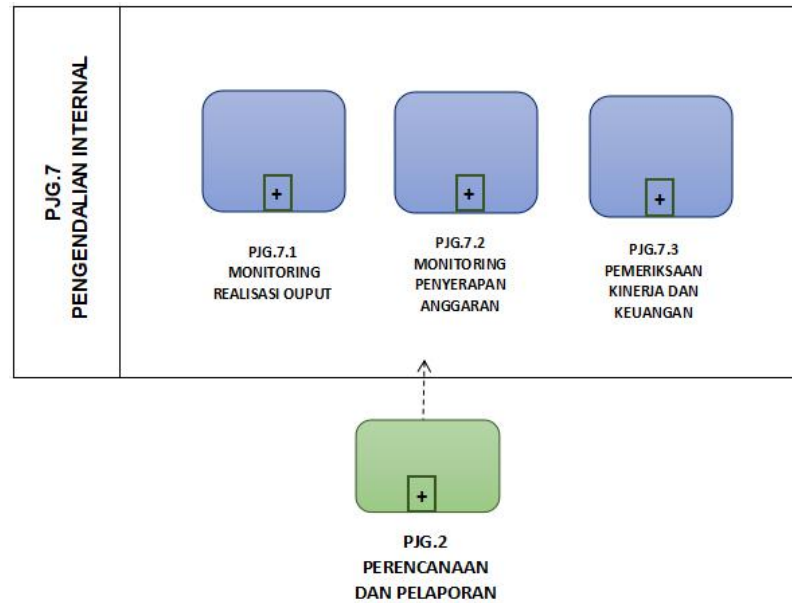 PJG.7
PENGENDALIAN INTERNAL
+
+
+
PJG.7.1
MONITORING
REALISASI OUPUT
PJG.7.2
MONITORING
PENYERAPAN
ANGGARAN
PJG.7.3
PEMERIKSAAN
KINERJA DAN
KEUANGAN
+
PJG.2
PERENCANAAN
DAN PELAPORAN